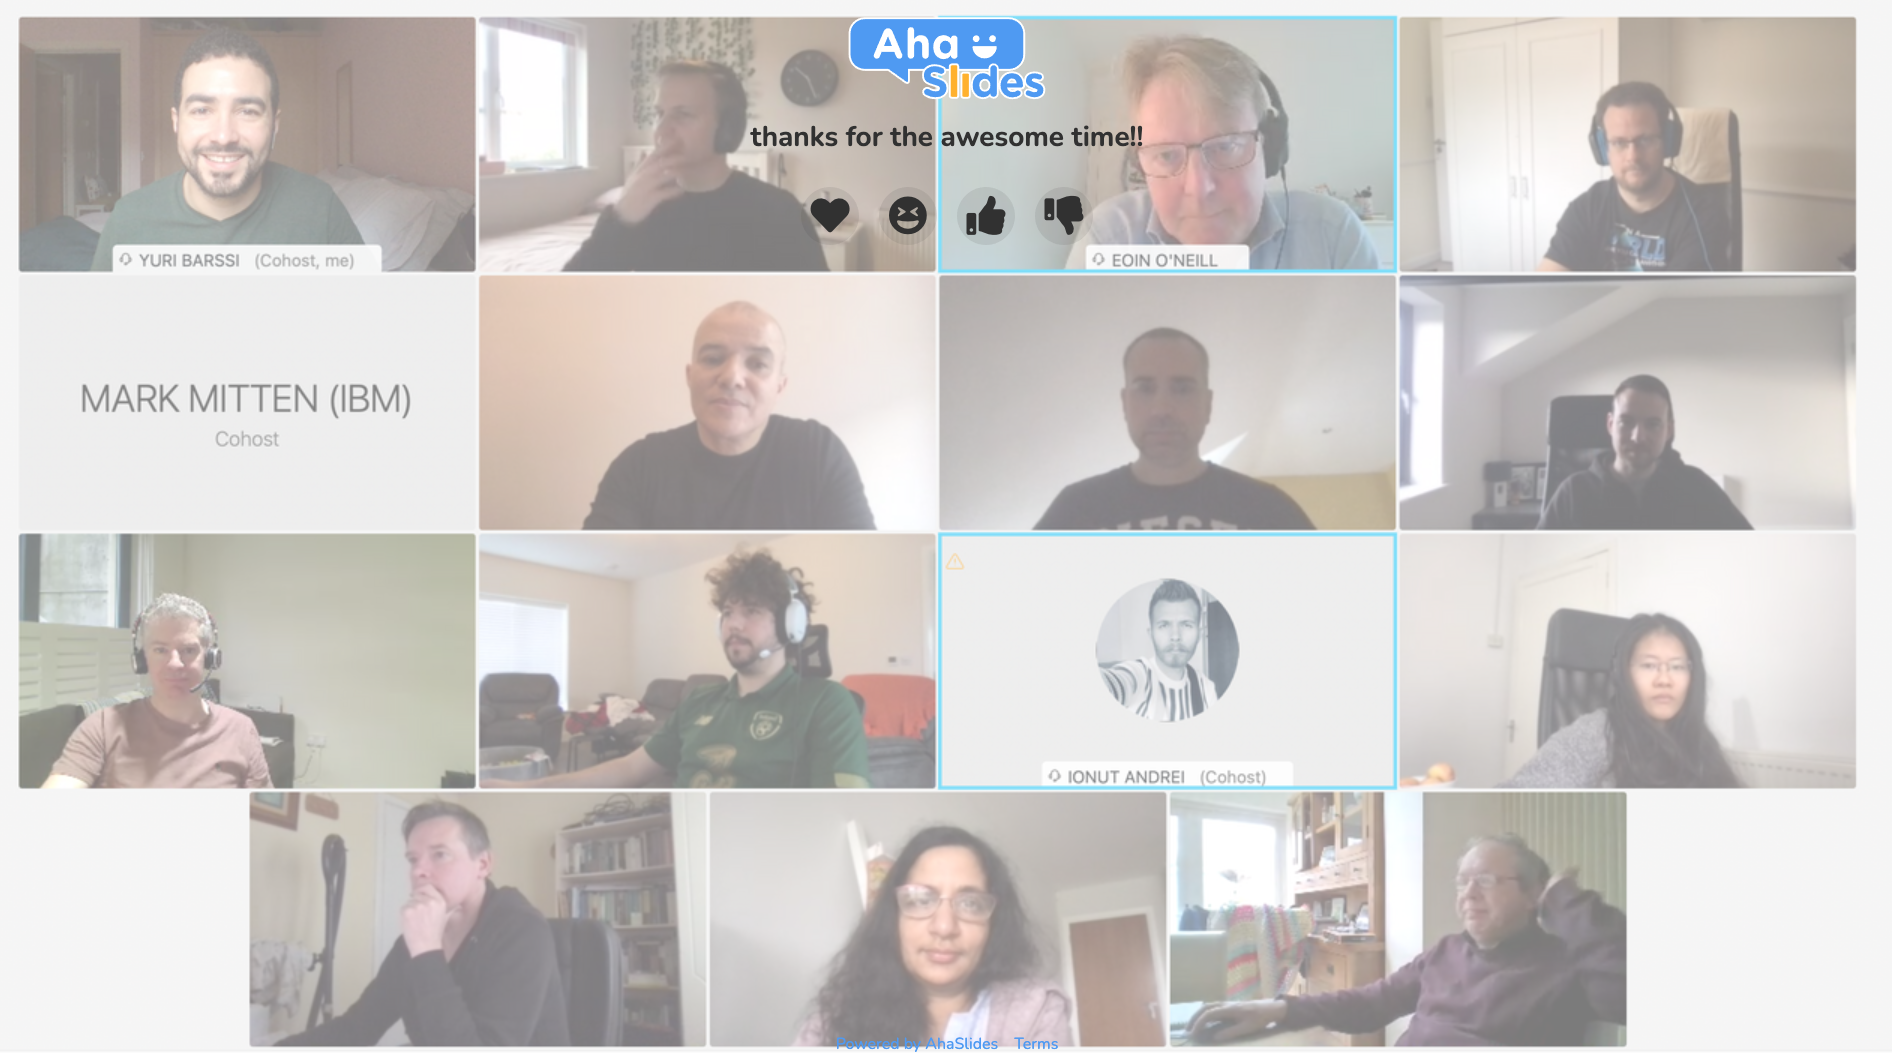 Aha
Slides
thanks for the awesome time!!
YURI BARSSI (Cohost, me)
EOIN O'NEILL
MARK MITTEN (IBM)
Cohost
IONUT ANDREI (Cohost)
Powered by AhaSlides Terms